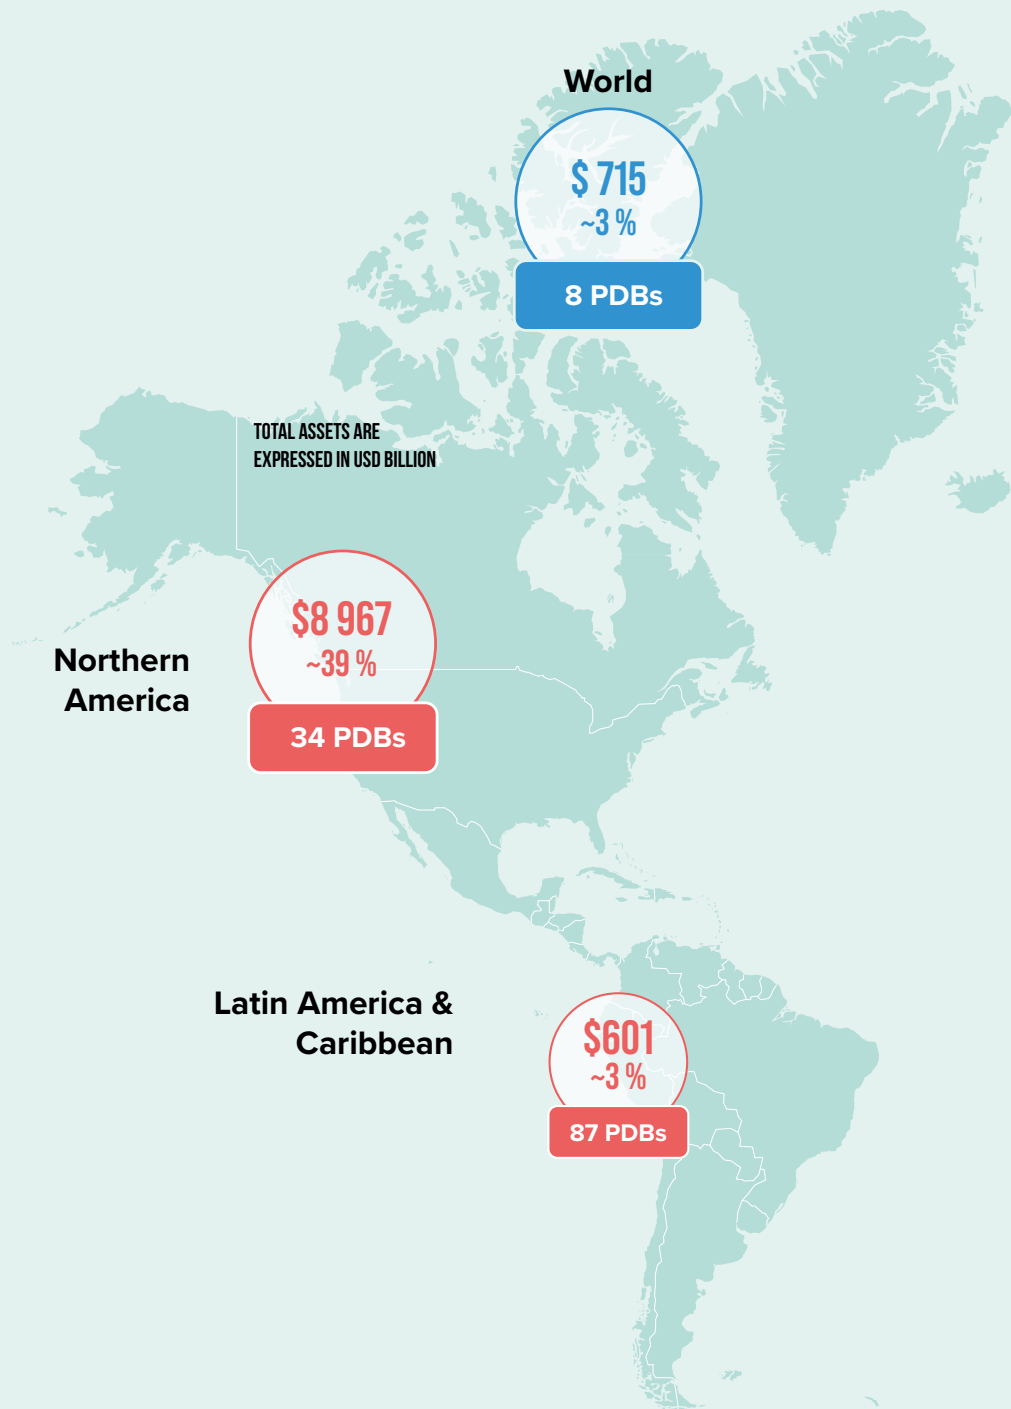 World
$ 715
~3 %
8 PDBs
TOTAL ASSETS ARE
EXPRESSED IN USD BILLION
$8 967
~39 %
Northern
America
34 PDBs
Latin America &
Caribbean
$601
~3 %
87 PDBs